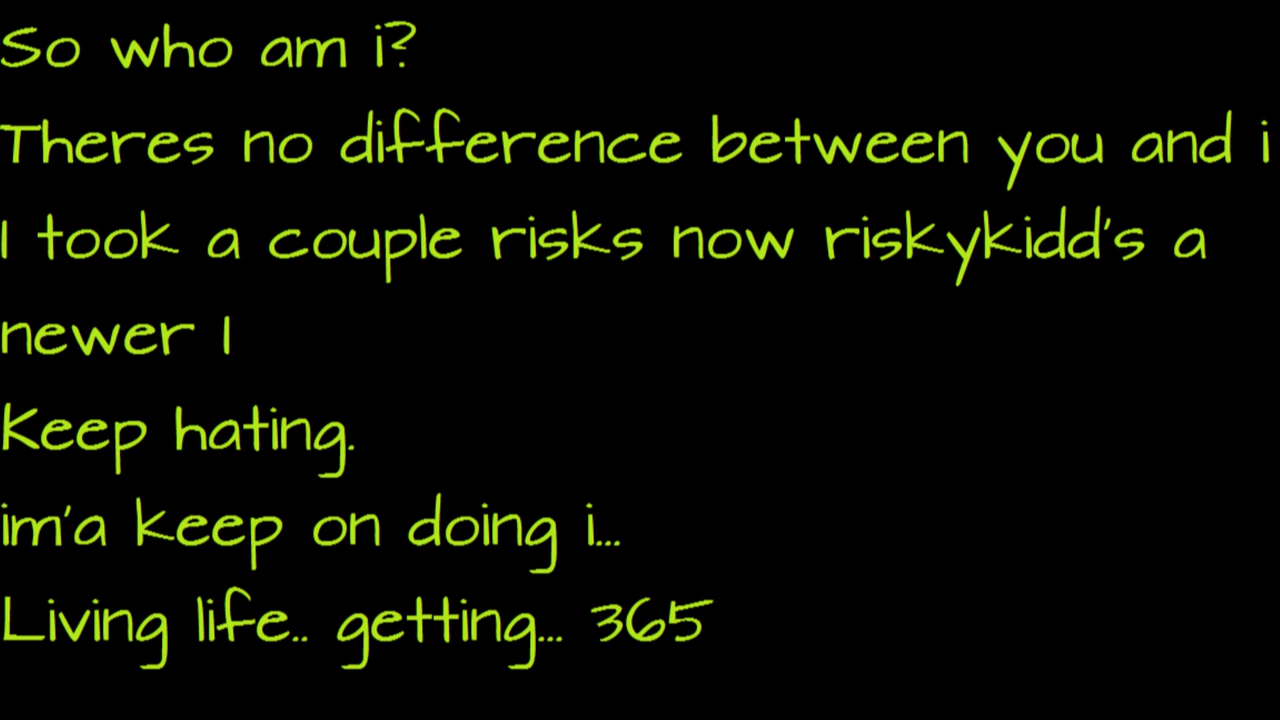 So who am i?
Theres no difference between you and i
I took a couple risks now riskykidd's a
newer I
Keep hating.
im'a keep on doing i...
Living life.. getting... 365